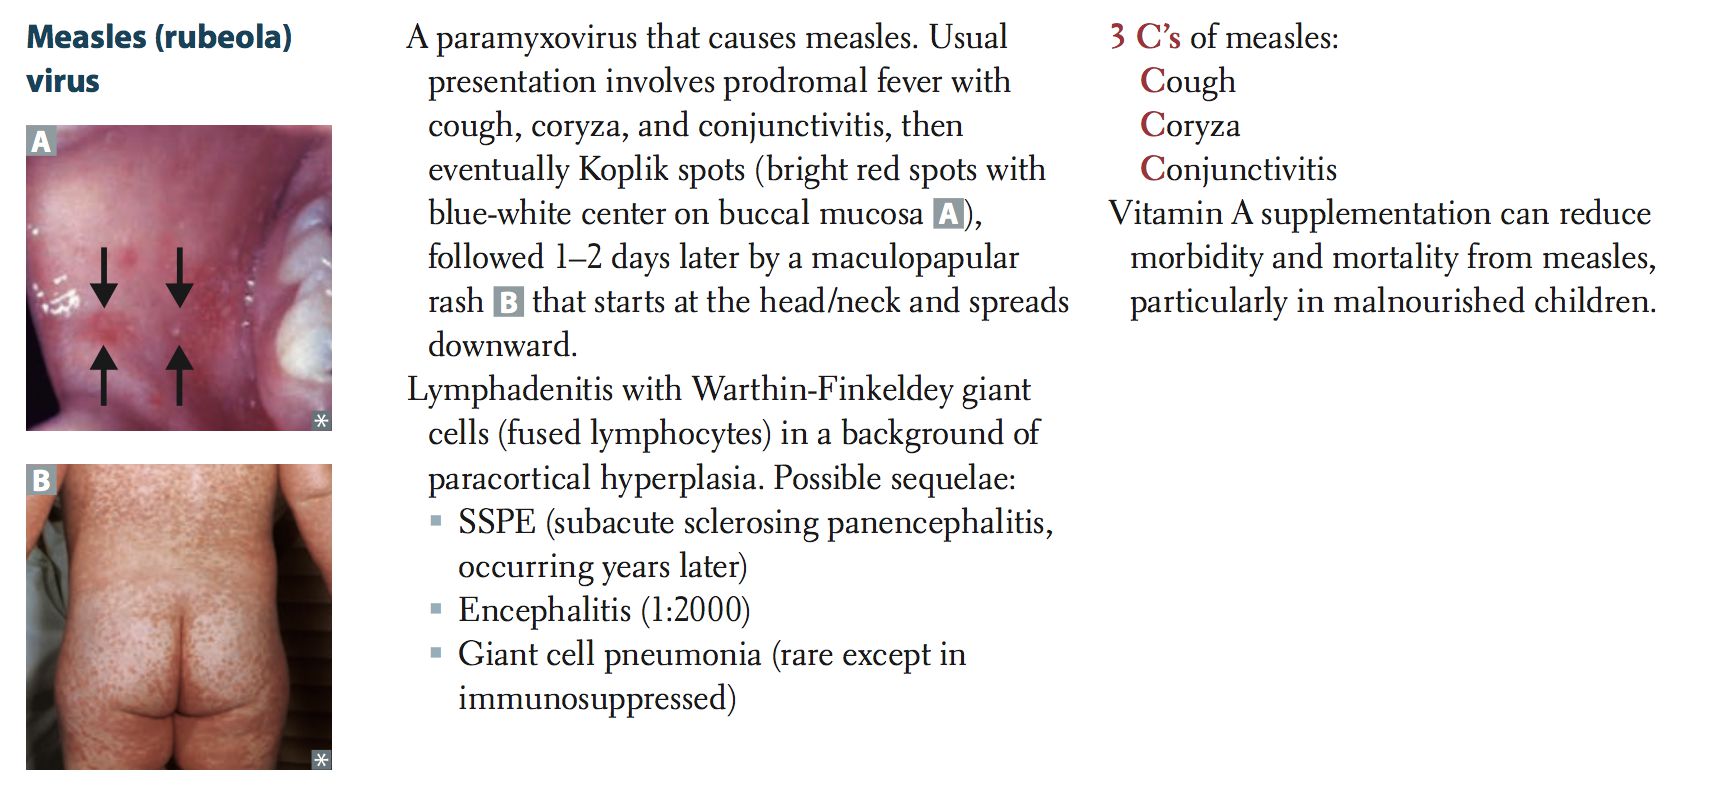 Measles (rubeola)
virus
A
*
B
*
A paramyxovirus that causes measles. Usual
presentation involves prodromal fever with
cough, coryza, and conjunctivitis, then
eventually Koplik spots (bright red spots with
blue-white center on buccal mucosa A),
followed 1–2 days later by a maculopapular
rash B that starts at the head/neck and spreads
downward.
Lymphadenitis with Warthin-Finkeldey giant
cells (fused lymphocytes) in a background of
paracortical hyperplasia. Possible sequelae:
▪ SSPE (subacute sclerosing panencephalitis,
occurring years later)
▪ Encephalitis (1:2000)
▪ Giant cell pneumonia (rare except in
immunosuppressed)
3 C’s of measles:
Cough
Coryza
Conjunctivitis
Vitamin A supplementation can reduce
morbidity and mortality from measles,
particularly in malnourished children.